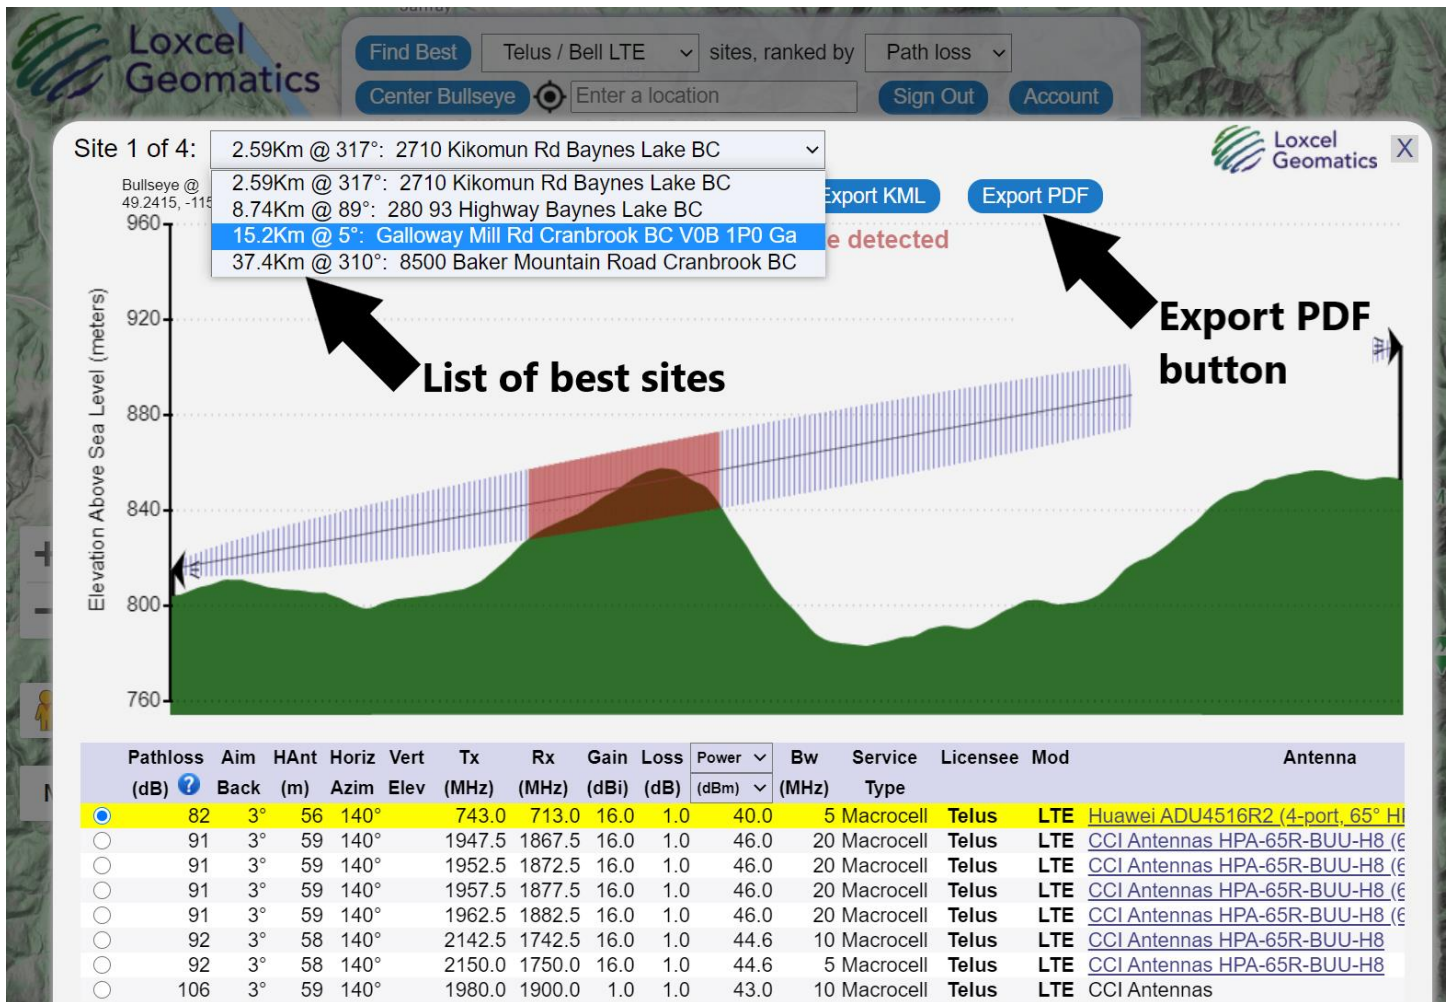 Loxcel
Geomatics
Find Best Telus / Bell LTE sites, ranked by Path loss
Center Bullseye Enter a location Sign Out Account
Site 1 of 4: 2.59Km @ 317°: 2710 Kikomun Rd Baynes Lake BC
Loxcel
Geomatics
X
Bullseye @
49.2415, -115
2.59Km @ 317°: 2710 Kikomun Rd Baynes Lake BC
8.74Km @ 89°: 280 93 Highway Baynes Lake BC
15.2Km @ 5°: Galloway Mill Rd Cranbrook BC V0B 1P0 Ga
37.4Km @ 310°: 8500 Baker Mountain Road Cranbrook BC
Export KML Export PDF
e detected
Export PDF
button
List of best sites
Elevation Above Sea Level (meters)
960
920
880
840
800
760
Pathloss Aim HAnt Horiz Vert Tx Rx Gain Loss Power Bw Service Licensee Mod Antenna
(dB) ? Back (m) Azim Elev (MHz) (MHz) (dBi) (dB) (dBm) (MHz) Type
82 3° 56 140° 743.0 713.0 16.0 1.0 40.0 5 Macrocell Telus LTE Huawei ADU4516R2 (4-port, 65° H
91 3° 59 140° 1947.5 1867.5 16.0 1.0 46.0 20 Macrocell Telus LTE CCI Antennas HPA-65R-BUU-H8 (6
91 3° 59 140° 1952.5 1872.5 16.0 1.0 46.0 20 Macrocell Telus LTE CCI Antennas HPA-65R-BUU-H8 (6
91 3° 59 140° 1957.5 1877.5 16.0 1.0 46.0 20 Macrocell Telus LTE CCI Antennas HPA-65R-BUU-H8 (6
91 3° 59 140° 1962.5 1882.5 16.0 1.0 46.0 20 Macrocell Telus LTE CCI Antennas HPA-65R-BUU-H8 (6
92 3° 58 140° 2142.5 1742.5 16.0 1.0 44.6 10 Macrocell Telus LTE CCI Antennas HPA-65R-BUU-H8
92 3° 58 140° 2150.0 1750.0 16.0 1.0 44.6 5 Macrocell Telus LTE CCI Antennas HPA-65R-BUU-H8
106 3° 59 140° 1980.0 1900.0 1.0 1.0 43.0 10 Macrocell Telus LTE CCI Antennas